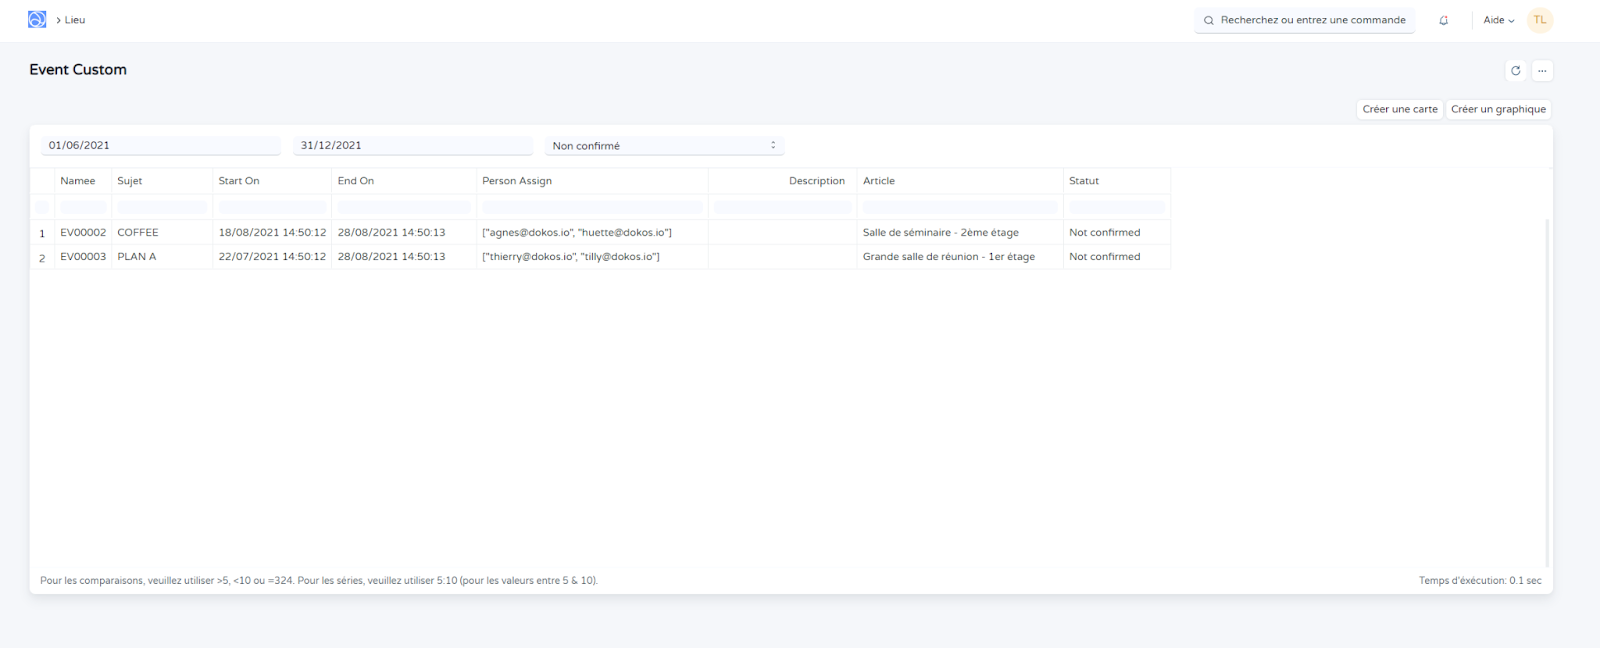 > Lieu Recherchez ou entrez une commande Aide TL
Event Custom ...
Créer une carte Créer un graphique
01/06/2021 31/12/2021 Non confirmé
Namee Sujet Start On End On Person Assign Description Article Statut
1 EV00002 COFFEE 18/08/2021 14:50:12 28/08/2021 14:50:13 ["agnes@dokos.io", "huette@dokos.io"] Salle de séminaire - 2ème étage Not confirmed
2 EV00003 PLAN A 22/07/2021 14:50:12 28/08/2021 14:50:13 ["thierry@dokos.io", "tilly@dokos.io"] Grande salle de réunion - 1er étage Not confirmed
Pour les comparaisons, veuillez utiliser >5, <10 ou =324. Pour les séries, veuillez utiliser 5:10 (pour les valeurs entre 5 & 10). Temps d'éxécution: 0.1 sec